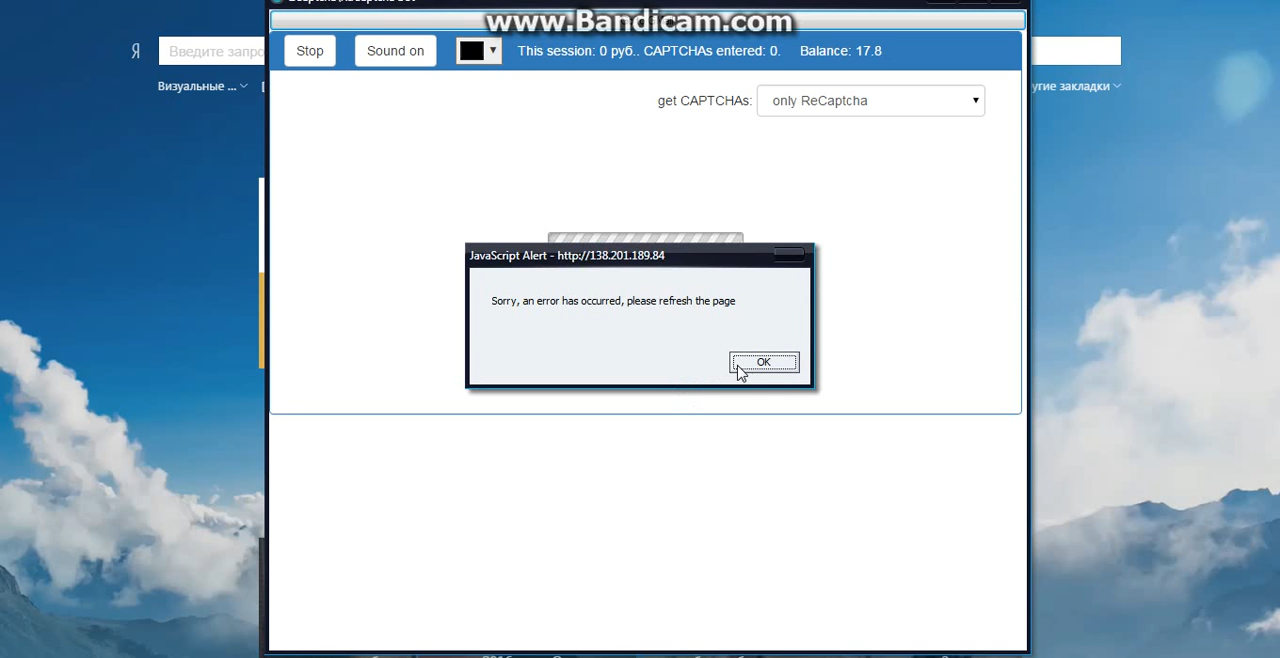 www.Bandicam.com
Я Введите запро
Stop Sound on This session: 0 руб.. CAPTCHAs entered: 0. Balance: 17.8
Визуальные ...
угие закладки
get CAPTCHAs: only ReCaptcha
JavaScript Alert - http://138.201.189.84
Sorry, an error has occurred, please refresh the page
OK